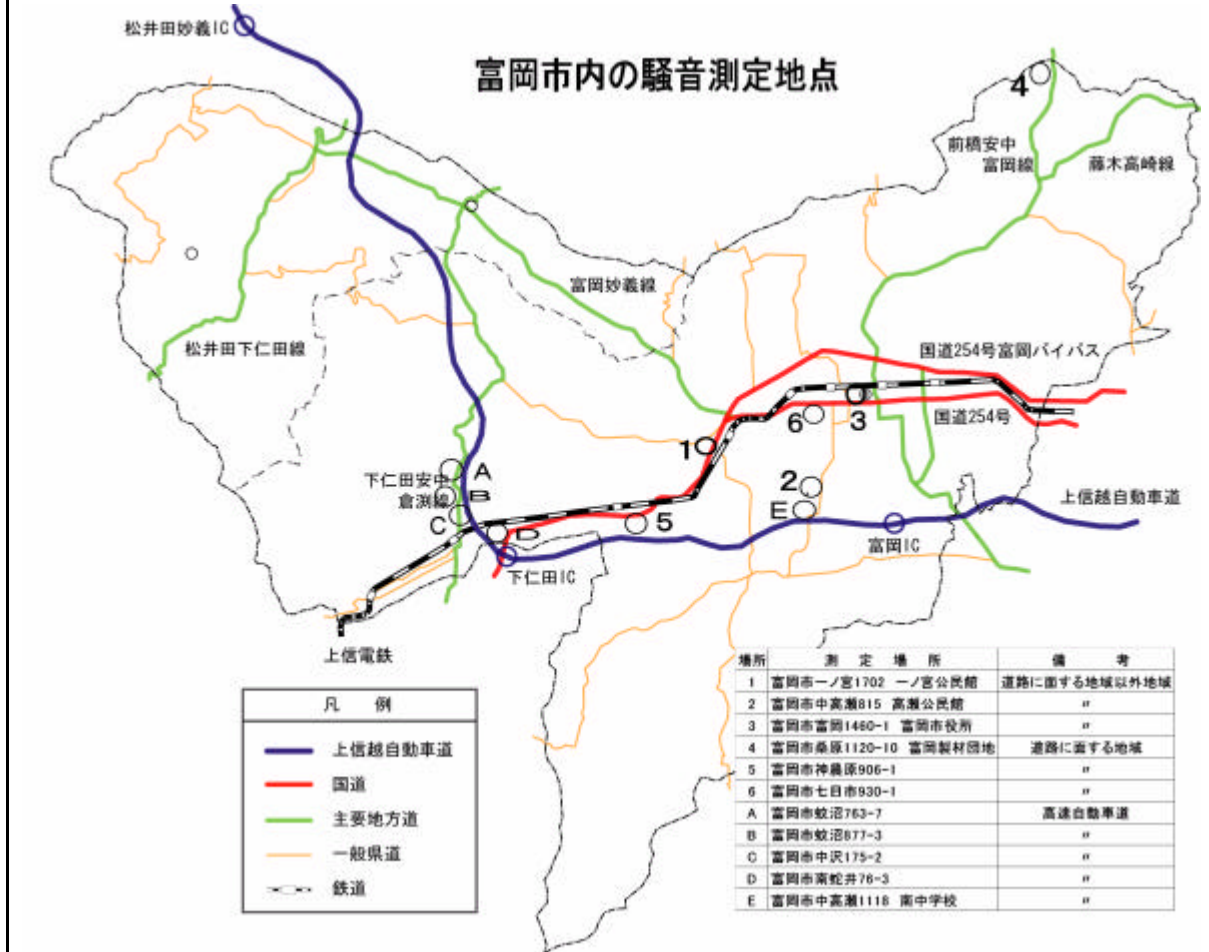 松井田妙義IC
富岡市内の騒音測定地点
4
前橋安中
富岡線
藤木高崎線
富岡妙義線
松井田下仁田線
国道254号富岡バイパス
国道254号
6
3
1
下仁田安中
倉渕線
A
B
C
D
2
E
5
上信越自動車道
富岡IC
下仁田IC
上信電鉄
凡 例
上信越自動車道
国道
主要地方道
一般県道
鉄道
場所 測 定 場 所 備 考
1 富岡市一ノ宮1702 一ノ宮公民館 道路に面する地域以外地域
2 富岡市中高瀬815 高瀬公民館 〃
3 富岡市富岡1460-1 富岡市役所 〃
4 富岡市桑原1120-10 富岡製材団地 道路に面する地域
5 富岡市神農原906-1 〃
6 富岡市七日市930-1 〃
A 富岡市蚊沼763-7 高速自動車道
B 富岡市蚊沼877-3 〃
C 富岡市中沢175-2 〃
D 富岡市南蛇井76-3 〃
E 富岡市中高瀬1118 南中学校 〃